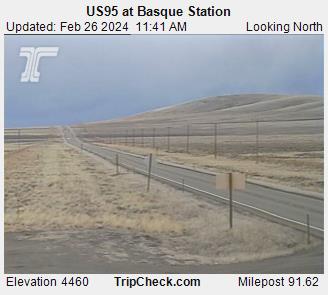 US95 at Basque Station
Updated: Feb 26 2024 11:41 AM Looking North
Elevation 4460 TripCheck.com Milepost 91.62